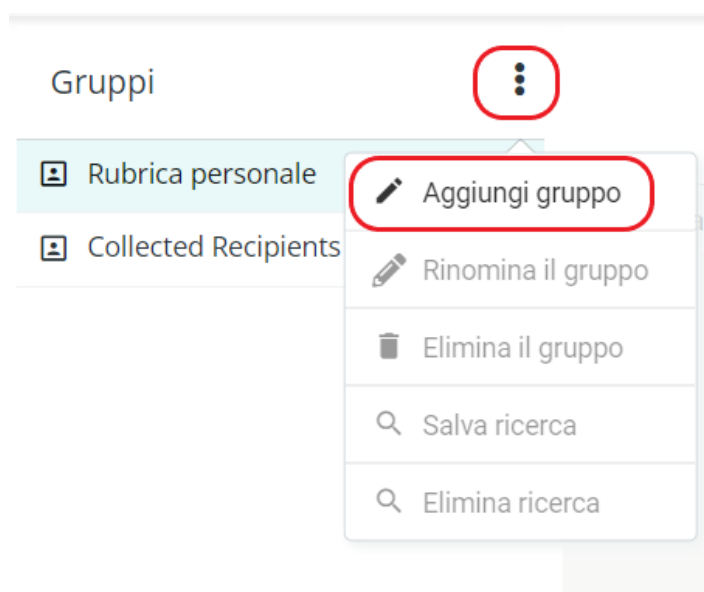 Gruppi
Rubrica personale
Collected Recipients
Aggiungi gruppo
Rinomina il gruppo
Elimina il gruppo
Salva ricerca
Elimina ricerca